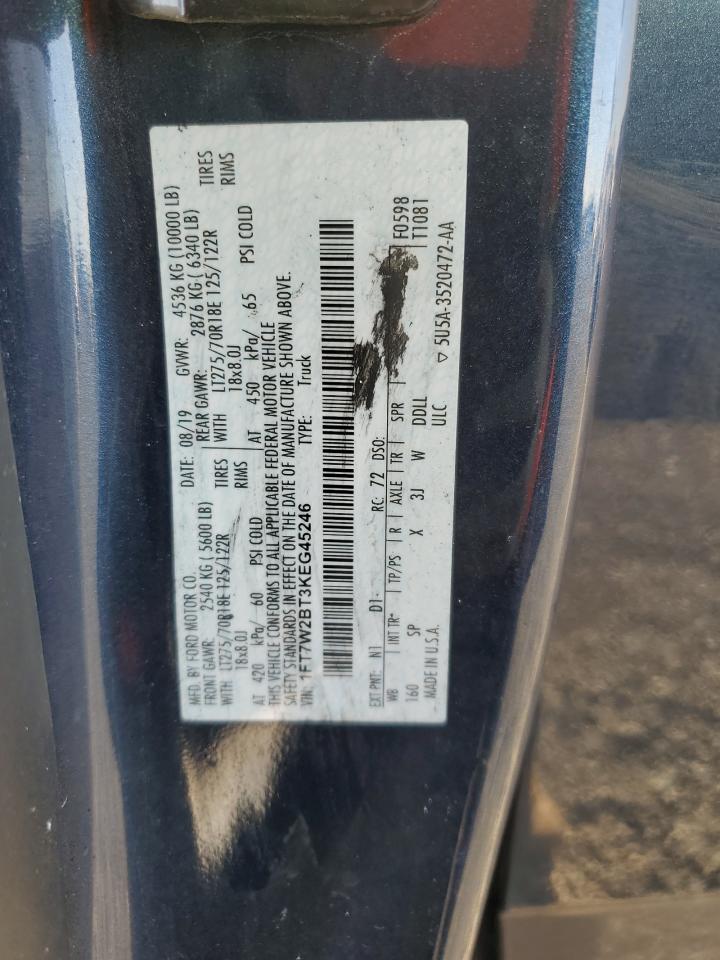 MFD. BY FORD MOTOR CO. DATE: 08/19 GVWR: 4536 KG (10000 LB)
FRONT GAWR: 2540 KG ( 5600 LB) REAR GAWR: 2876 KG ( 6340 LB)
WITH LT275/70R18E 125/122R TIRES WITH LT275/70R18E 125/122R TIRES
18x8.0J RIMS 18x8.0J RIMS
AT 420 kPa/ 60 PSI COLD AT 450 kPa/ 65 PSI COLD
THIS VEHICLE CONFORMS TO ALL APPLICABLE FEDERAL MOTOR VEHICLE
SAFETY STANDARDS IN EFFECT ON THE DATE OF MANUFACTURE SHOWN ABOVE.
VIN: 1FT7W2BT3KEG45246 TYPE: Truck
EXT PNT: N1 D1- RC: 72 DSO:
WB INT TR- TP/PS R AXLE TR SPR F0598
160 SP X 3J W DDLL T1081
MADE IN U.S.A. ULC ▽ 5U5A-3520472-AA